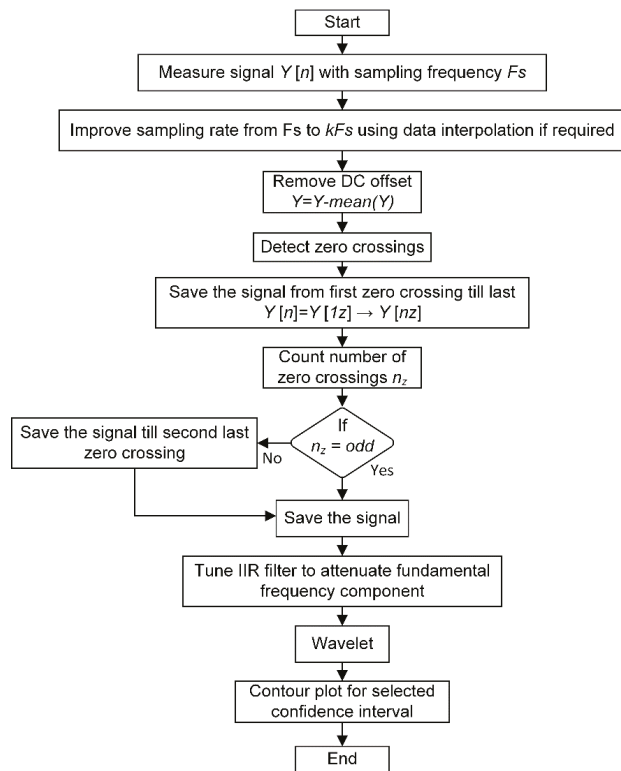 Start
Measure signal Y [n] with sampling frequency Fs
Improve sampling rate from Fs to kFs using data interpolation if required
Remove DC offset
Y=Y-mean(Y)
Detect zero crossings
Save the signal from first zero crossing till last
Y [n]=Y [1z] → Y [nz]
Count number of
zero crossings nz
If
nz = odd
Save the signal till second last
zero crossing
No
Yes
Save the signal
Tune IIR filter to attenuate fundamental
frequency component
Wavelet
Contour plot for selected
confidence interval
End